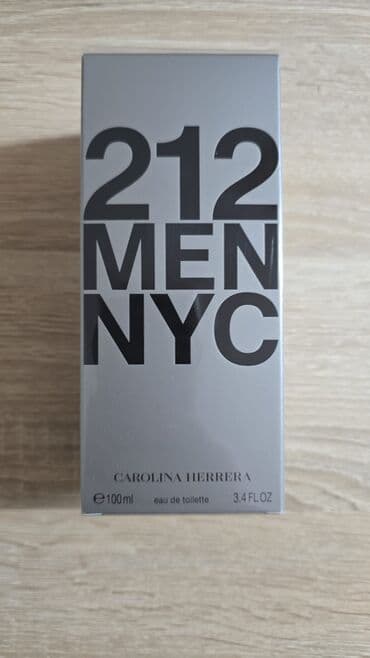 212
MEN
NYC
CAROLINA HERRERA
℮100ml eau de toilette 3.4 FL.OZ